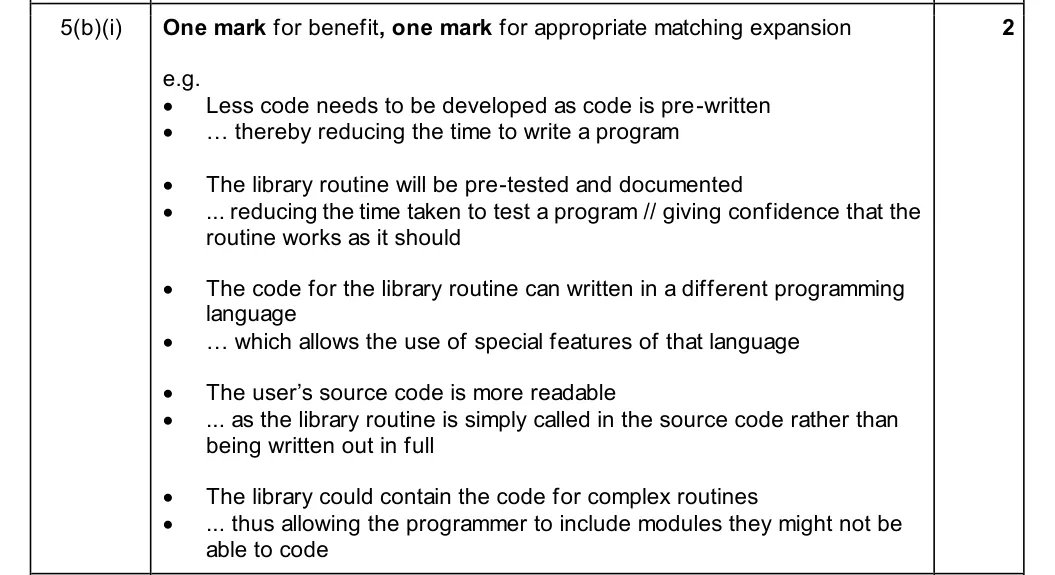 5(b)(i) One mark for benefit, one mark for appropriate matching expansion 2
e.g.
• Less code needs to be developed as code is pre-written
• … thereby reducing the time to write a program
• The library routine will be pre-tested and documented
• ... reducing the time taken to test a program // giving confidence that the
routine works as it should
• The code for the library routine can written in a different programming
language
• … which allows the use of special features of that language
• The user’s source code is more readable
• ... as the library routine is simply called in the source code rather than
being written out in full
• The library could contain the code for complex routines
• ... thus allowing the programmer to include modules they might not be
able to code